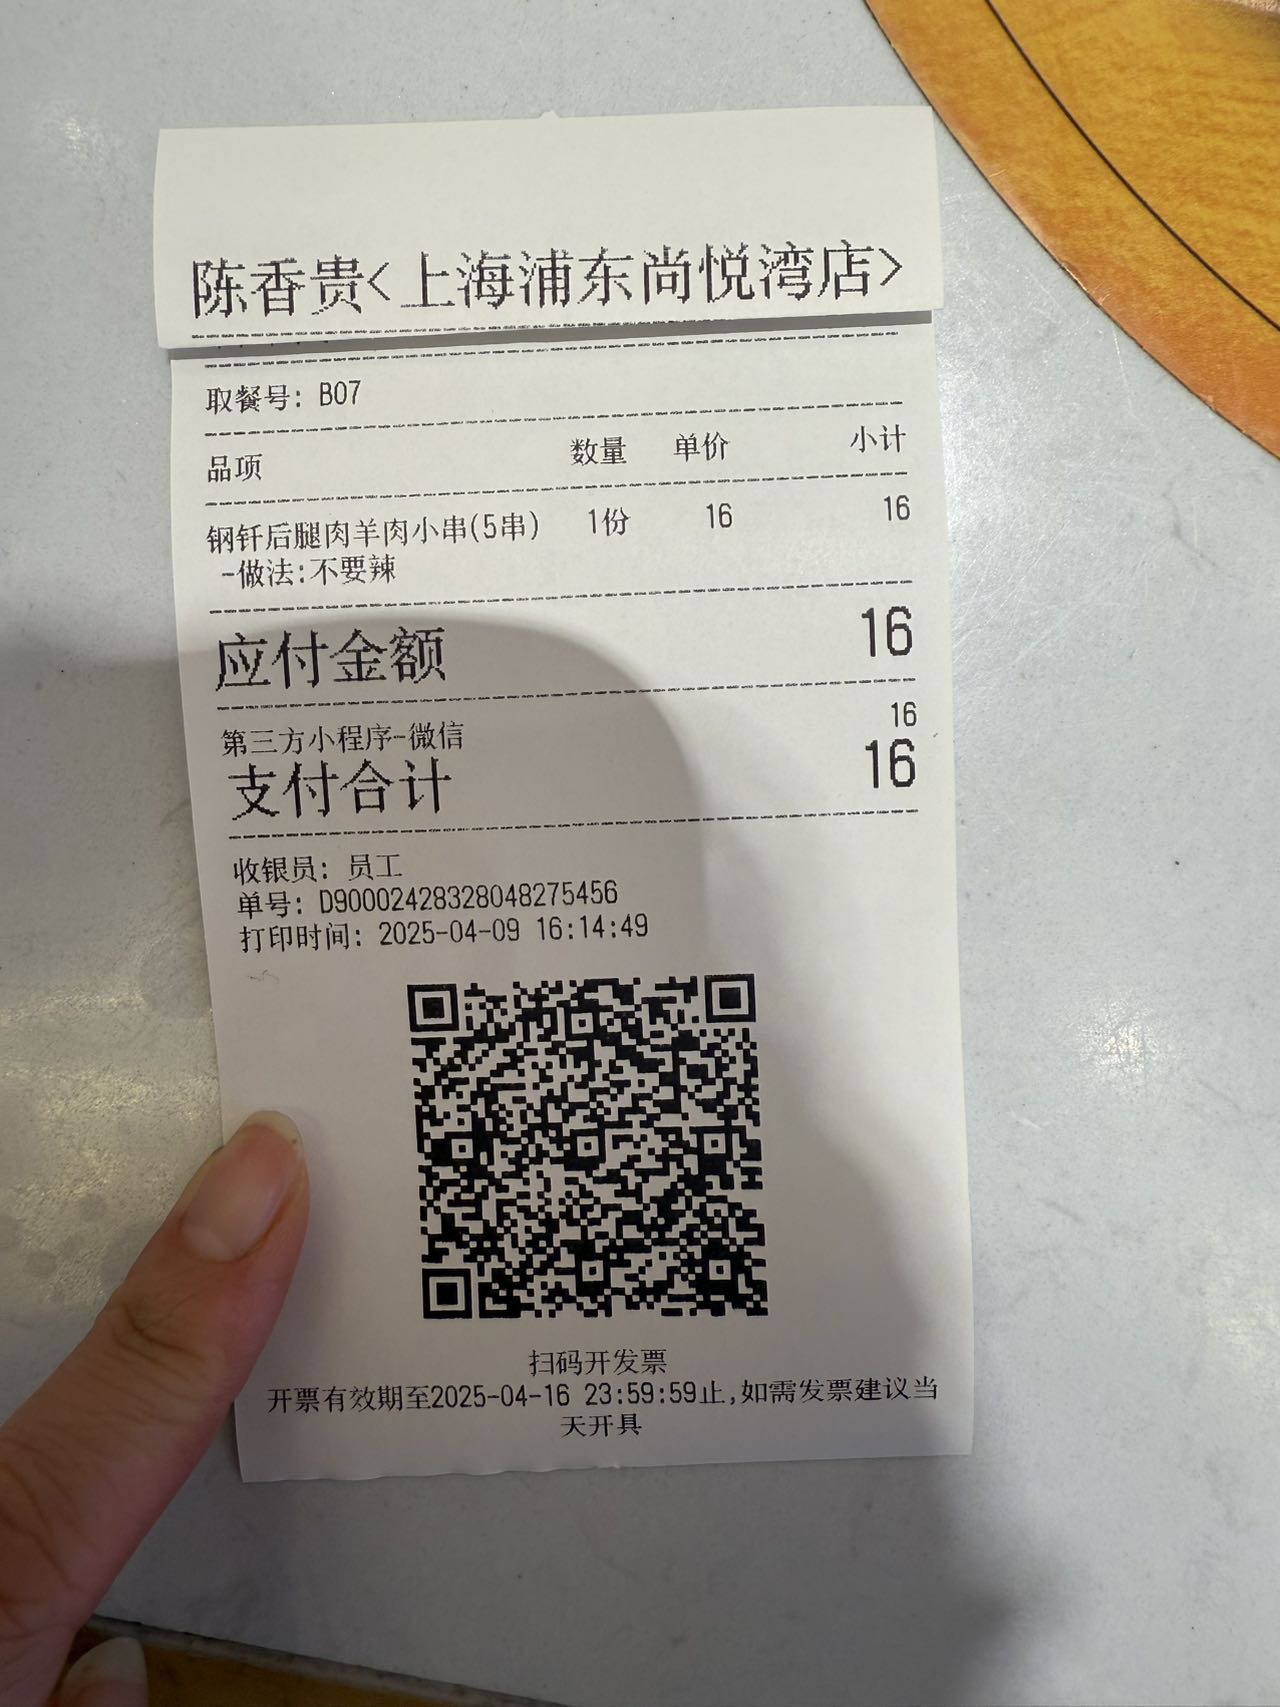 陈香贵<上海浦东尚悦湾店>
取餐号: B07
品项 数量 单价 小计
钢钎后腿肉羊肉小串(5串) 1份 16 16
-做法:不要辣
应付金额 16
第三方小程序-微信 16
支付合计 16
收银员: 员工
单号: D90002428328048275456
打印时间: 2025-04-09 16:14:49
扫码开发票
开票有效期至2025-04-16 23:59:59止,如需发票建议当
天开具